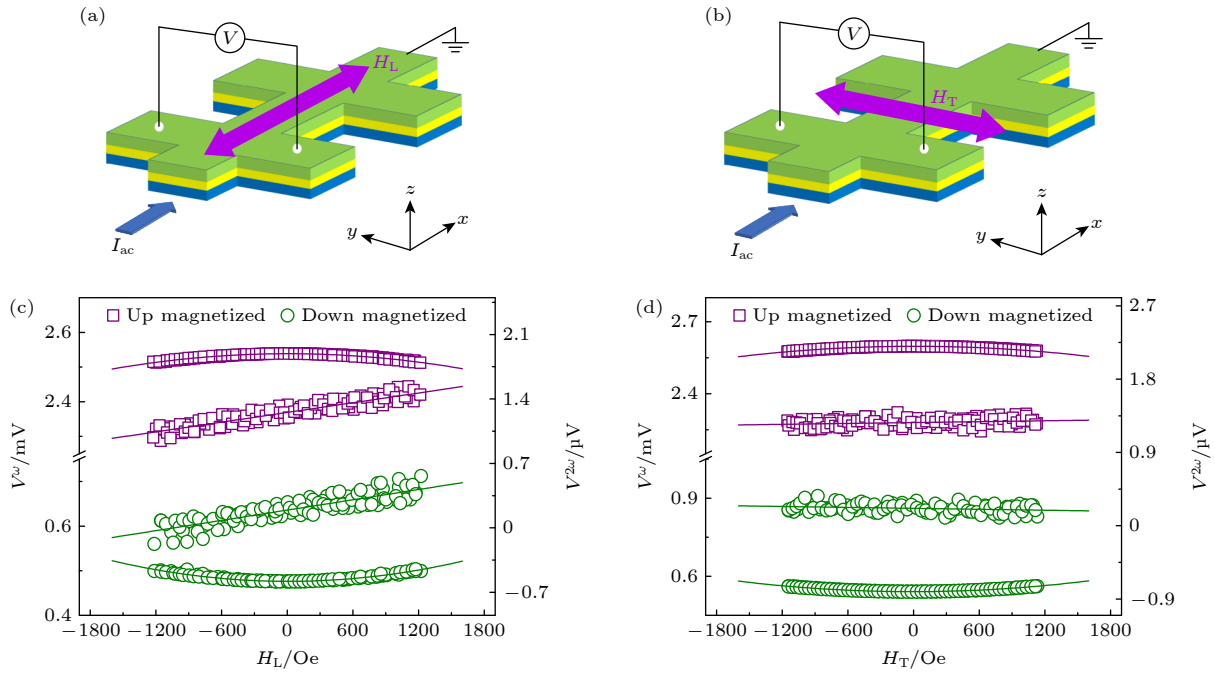 (a)
V
H_L
I_ac
z
y
x
(b)
V
H_T
I_ac
z
y
x
(c)
Up magnetized Down magnetized
2.6
2.4
0.6
0.4
V^ω/mV
2.1
1.4
0.7
0
−0.7
V^2ω/μV
−1800 −1200 −600 0 600 1200 1800
H_L/Oe
(d)
Up magnetized Down magnetized
2.7
2.4
0.9
0.6
V^ω/mV
2.7
1.8
0.9
0
−0.9
V^2ω/μV
−1800 −1200 −600 0 600 1200 1800
H_T/Oe